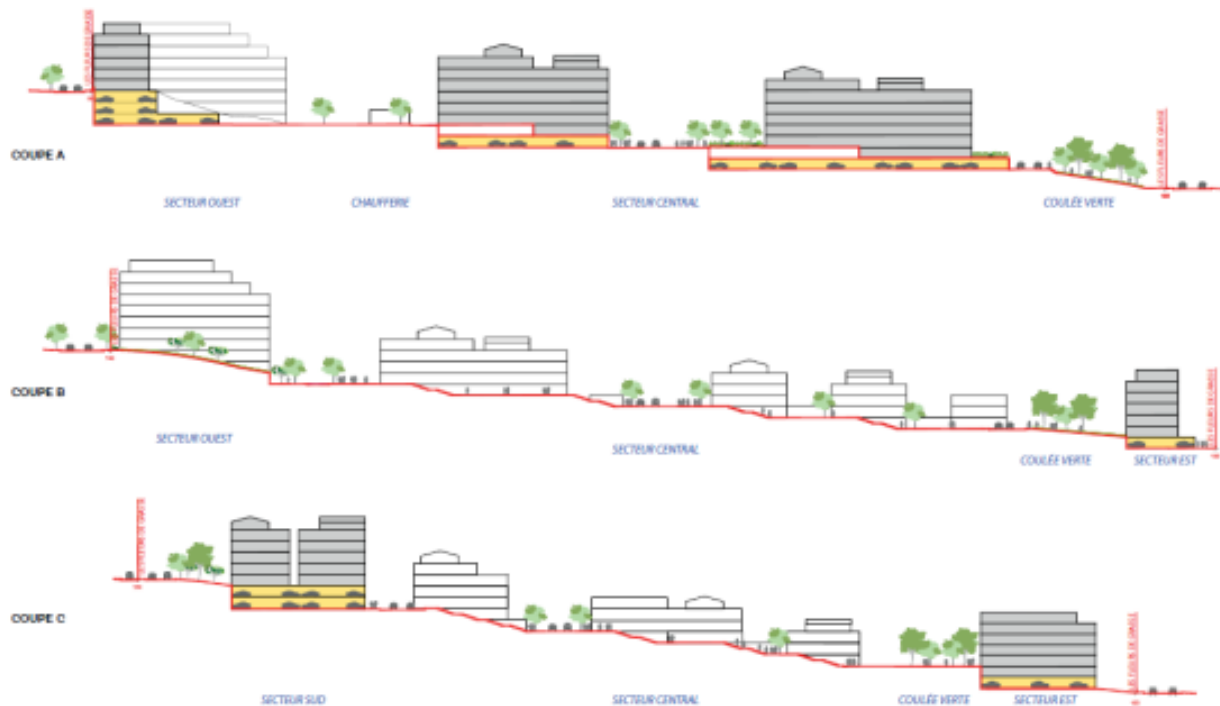 COUPE A
SECTEUR OUEST
CHAUFFERIE
SECTEUR CENTRAL
COULÉE VERTE
COUPE B
SECTEUR OUEST
SECTEUR CENTRAL
COULÉE VERTE
SECTEUR EST
COUPE C
SECTEUR SUD
SECTEUR CENTRAL
COULÉE VERTE
SECTEUR EST